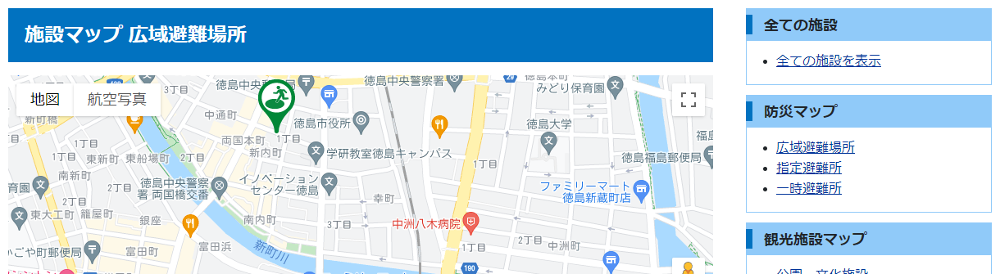 施設マップ 広域避難場所
地図
航空写真
3丁目
徳島中央郵便局
徳島中央警察署
29
徳島本町
みどり保育園
中通町
徳島市役所
徳島大学
新町橋
1丁目
両国本町
1丁目
新内町
学研教室徳島キャンパス
徳島福島郵便局
東新町
東船場町
2丁目
1丁目
南新町
徳島中央警察
署 両国橋交番
イノベーション
センター徳島
ファミリーマート
徳島新蔵町店
育園
2丁目
幸町
東大工町
籠屋町
銀座
南内町
3丁目
中洲八木病院
2丁目
かごや町郵便局
富田町
富田浜
新町川
1丁目
中洲町
190
全ての施設
全ての施設を表示
防災マップ
広域避難場所
指定避難所
一時避難所
観光施設マップ